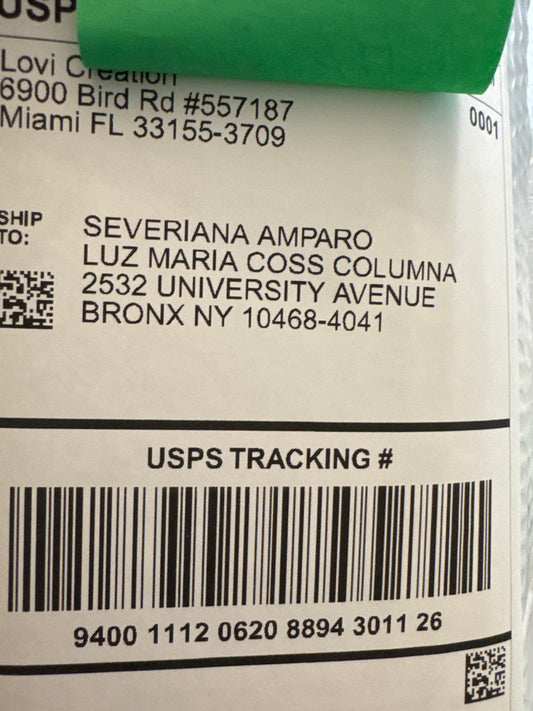 USP
Lovi Creation
6900 Bird Rd #557187
Miami FL 33155-3709
0001
SHIP
TO:
SEVERIANA AMPARO
LUZ MARIA COSS COLUMNA
2532 UNIVERSITY AVENUE
BRONX NY 10468-4041
USPS TRACKING #
9400 1112 0620 8894 3011 26